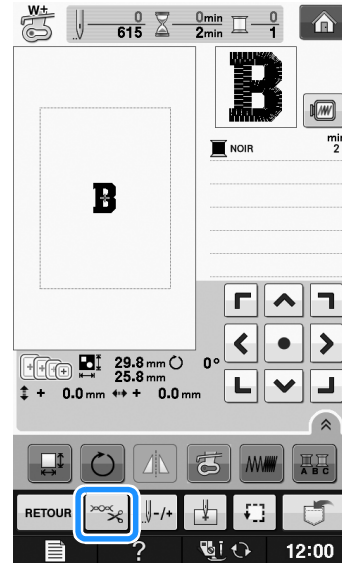 W+
0 0min 0
615 2min 1
B
B
NOIR
min
2
29.8 mm 0°
25.8 mm
+ 0.0 mm + 0.0 mm
A B C
RETOUR -/+
? 12:00